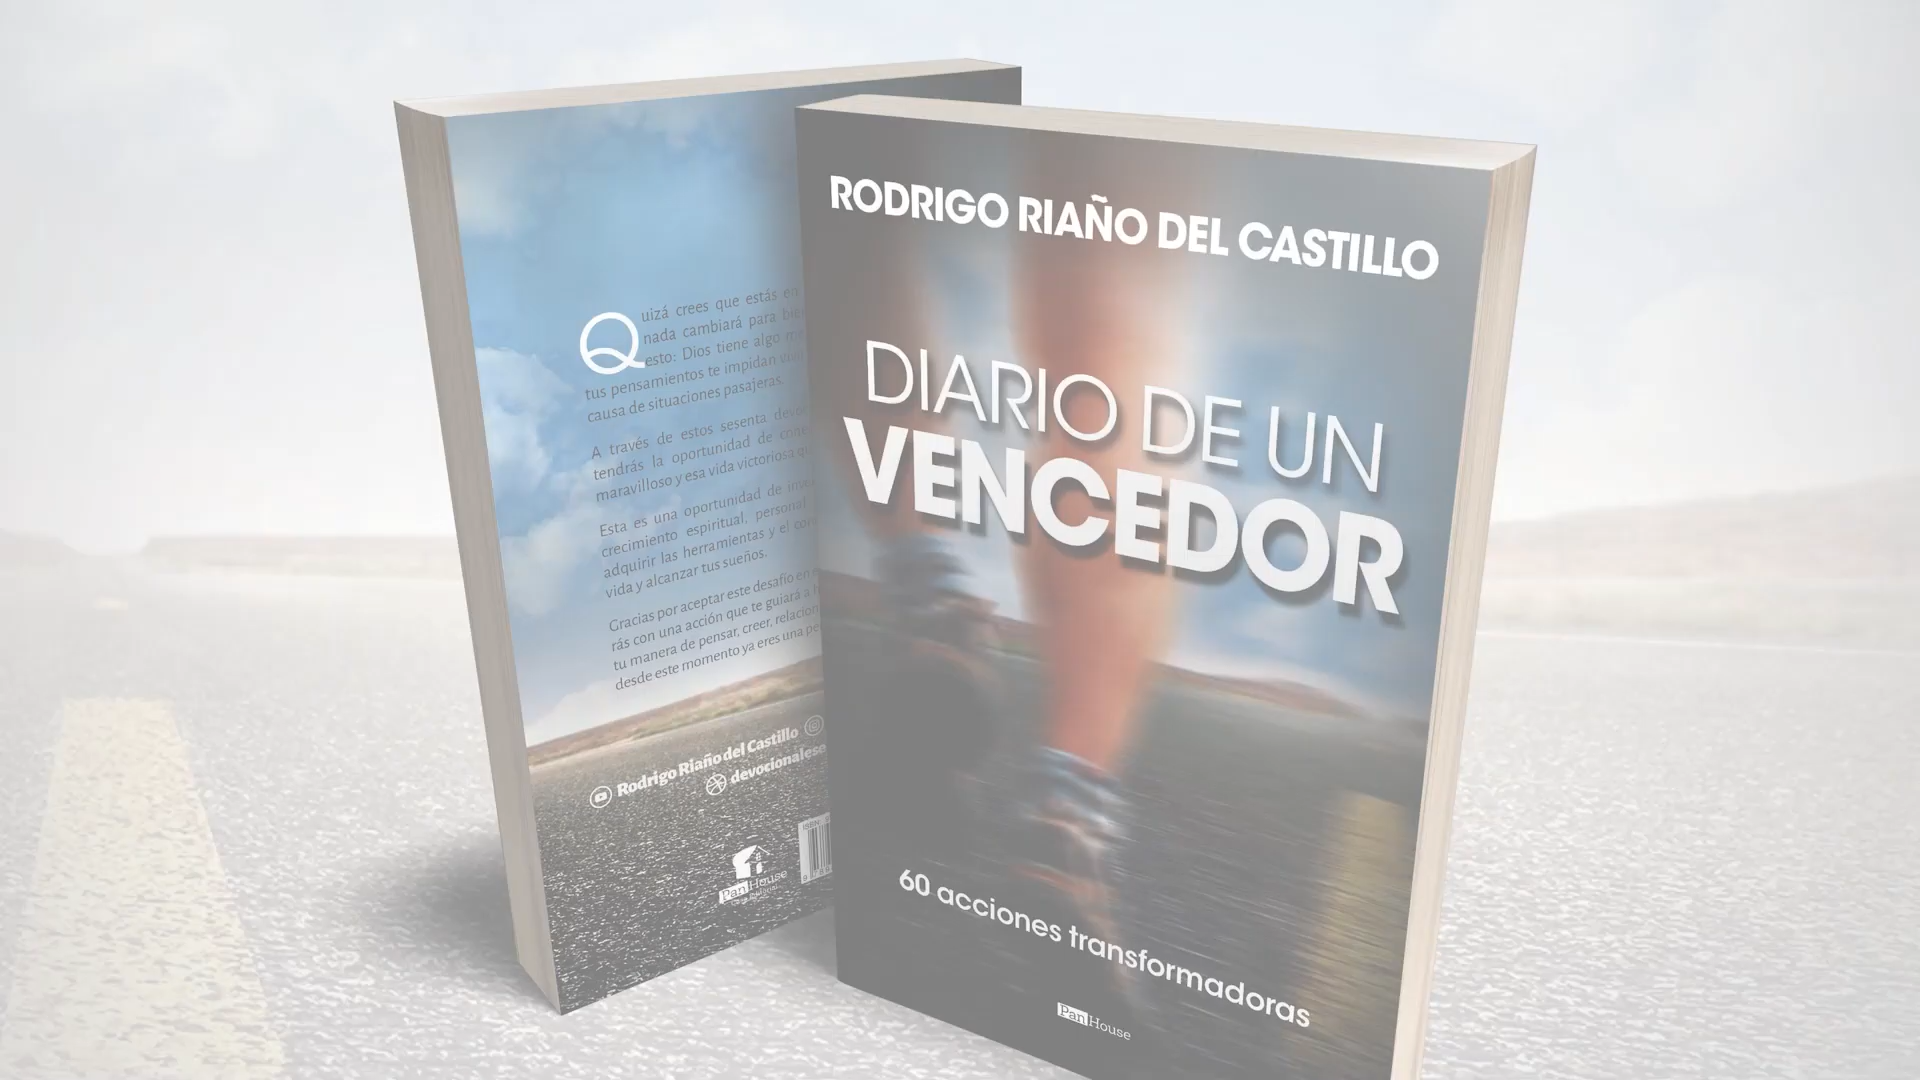 Quizá crees que estás en
nada cambiará para
esto: Dios tiene algo
tus pensamientos te impidan
causa de situaciones pasajeras.
A través de estos sesenta
tendrás la oportunidad de
maravilloso y esa vida victoriosa
Esta es una oportunidad de
crecimiento espiritual, personal
adquirir las herramientas y el
vida y alcanzar tus sueños.
Gracias por aceptar este desafío en
rás con una acción que te guiará a
tu manera de pensar, creer,
desde este momento ya eres una
Rodrigo Riaño del Castillo
Pan House
RODRIGO RIAÑO DEL CASTILLO
DIARIO DE UN
VENCEDOR
60 acciones transformadoras
Pan House